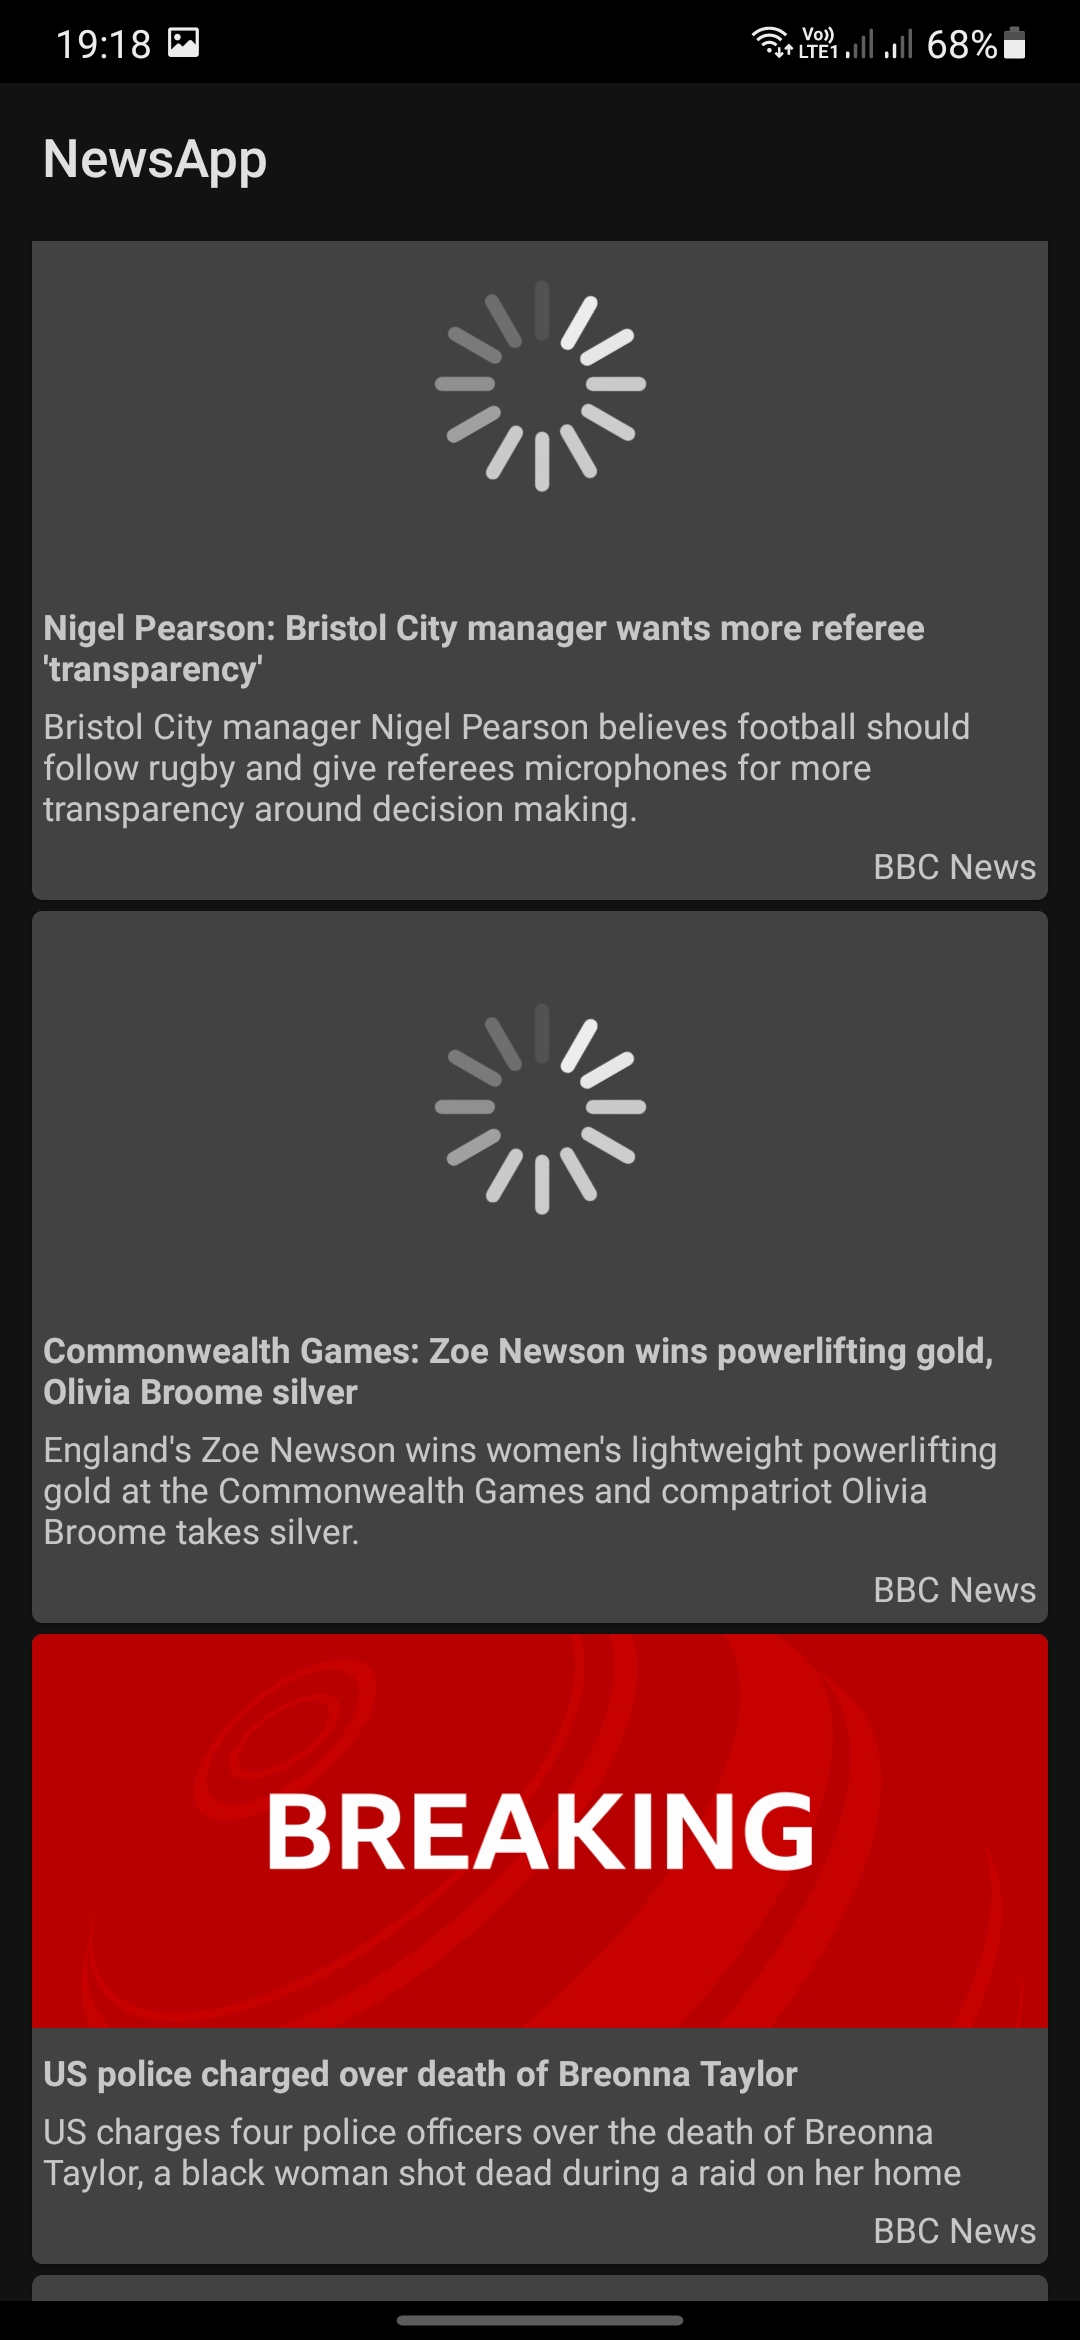 19:18
Vo)) LTE1
68%
NewsApp
Nigel Pearson: Bristol City manager wants more referee
'transparency'
Bristol City manager Nigel Pearson believes football should
follow rugby and give referees microphones for more
transparency around decision making.
BBC News
Commonwealth Games: Zoe Newson wins powerlifting gold,
Olivia Broome silver
England's Zoe Newson wins women's lightweight powerlifting
gold at the Commonwealth Games and compatriot Olivia
Broome takes silver.
BBC News
BREAKING
US police charged over death of Breonna Taylor
US charges four police officers over the death of Breonna
Taylor, a black woman shot dead during a raid on her home
BBC News